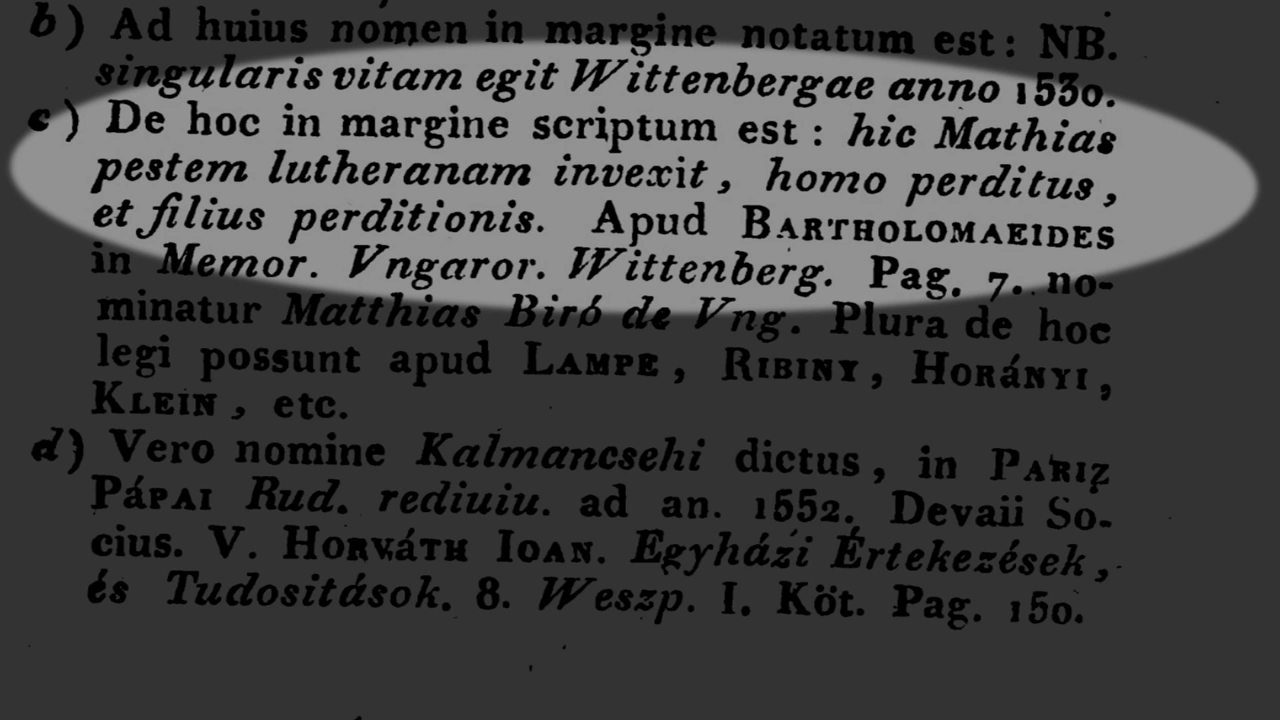 b) Ad huius nomen in margine notatum est: NB.
singularis vitam egit Wittenbergae anno 1530.
c) De hoc in margine scriptum est: hic Mathias
pestem lutheranam invexit, homo perditus,
et filius perditionis. Apud BARTHOLOMAEIDES
in Memor. Vngaror. Wittenberg. Pag. 7. no-
minatur Matthias Biró de Vng. Plura de hoc
legi possunt apud LAMPE, RIBINY, HORÁNYI,
KLEIN, etc.
d) Vero nomine Kalmancsehi dictus, in PARIZ
PÁPAI Rud. rediuiu. ad an. 1552. Devaii So-
cius. V. HORVÁTH IOAN. Egyházi Értekezések,
és Tudositások. 8. Weszp. I. Köt. Pag. 150.